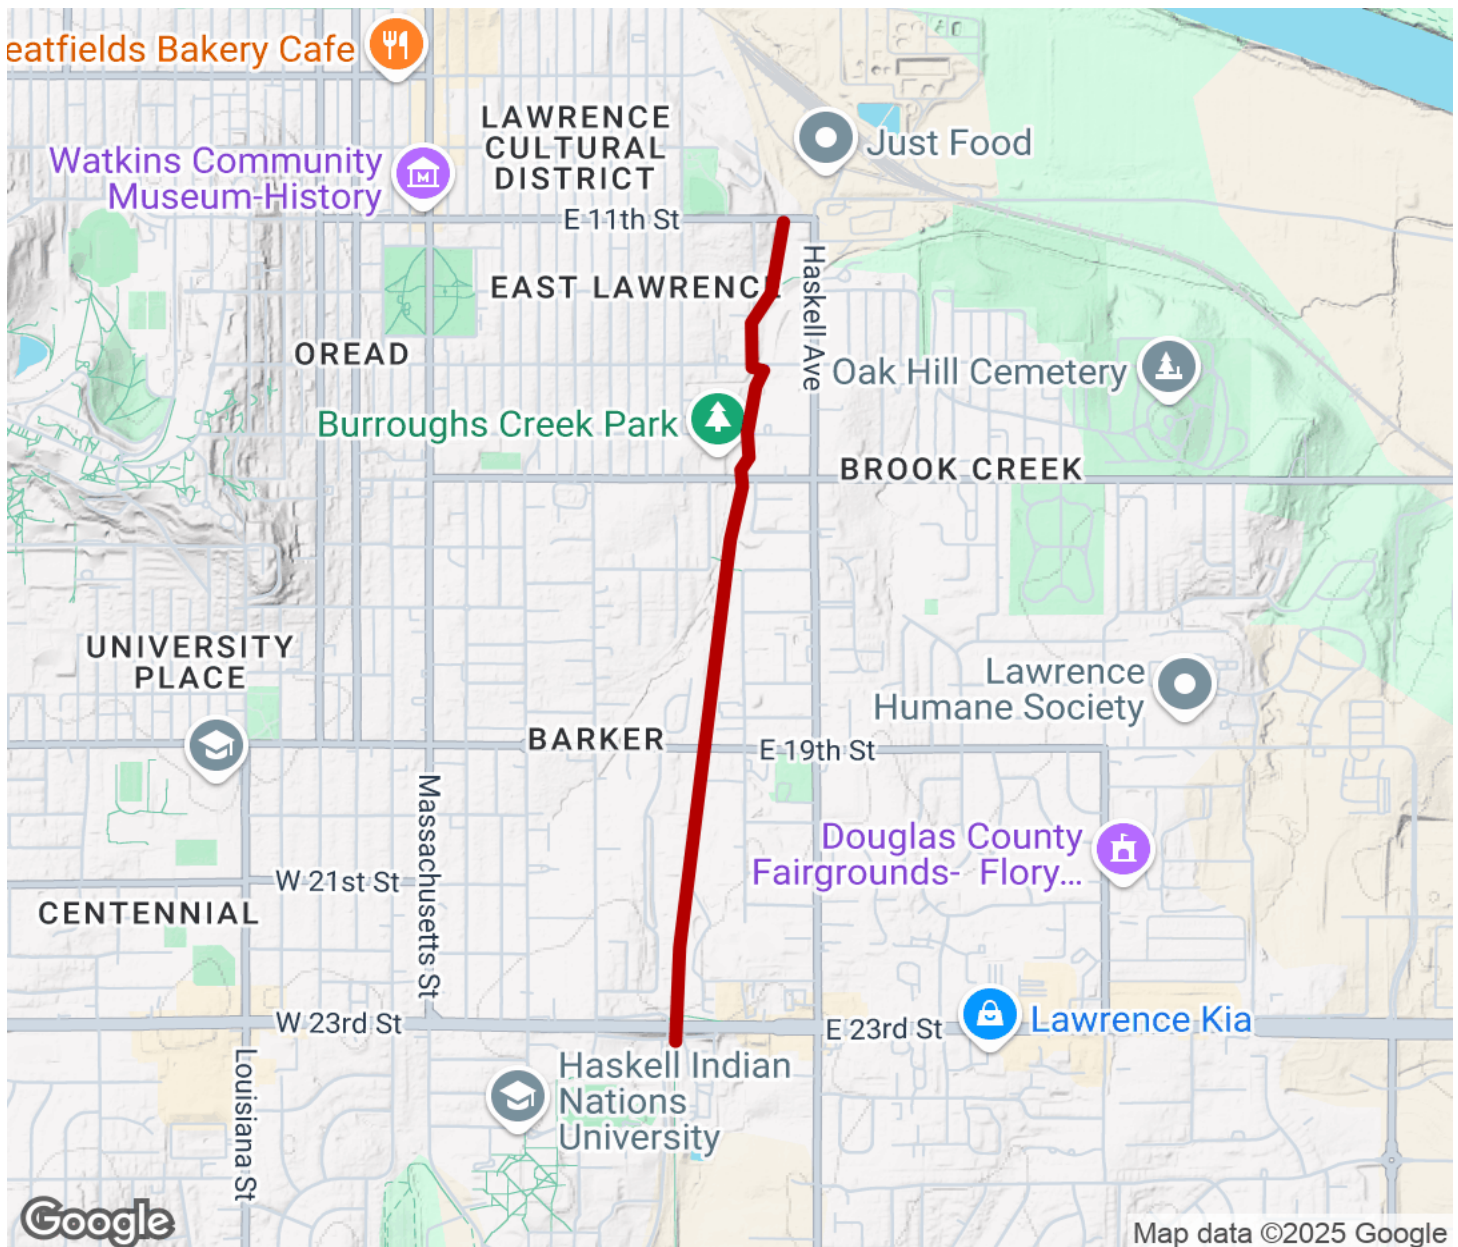 eatfields Bakery Cafe
LAWRENCE
CULTURAL
DISTRICT
Just Food
Watkins Community
Museum-History
E 11th St
Haskell Ave
EAST LAWRENCE
OREAD
Oak Hill Cemetery
Burroughs Creek Park
BROOK CREEK
UNIVERSITY
PLACE
Lawrence
Humane Society
BARKER
E 19th St
Massachusetts St
Douglas County
Fairgrounds- Flory...
W 21st St
CENTENNIAL
W 23rd St
E 23rd St
Lawrence Kia
Louisiana St
Haskell Indian
Nations
University
Google
Map data ©2025 Google